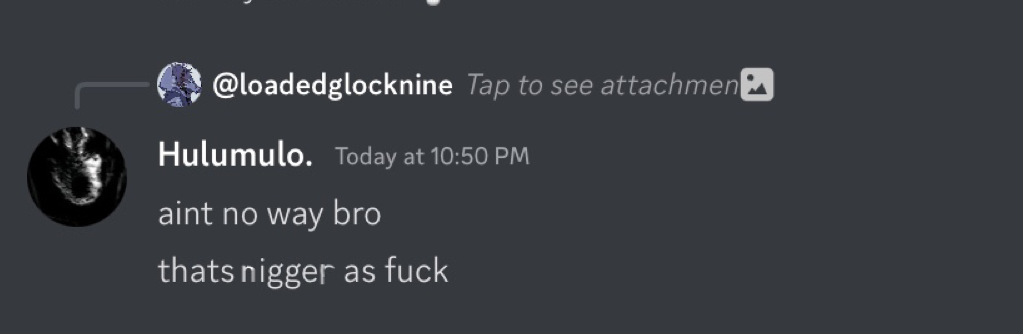 @loadedglocknine Tap to see attachmen
Hulumulo. Today at 10:50 PM
aint no way bro
thats nigger as fuck